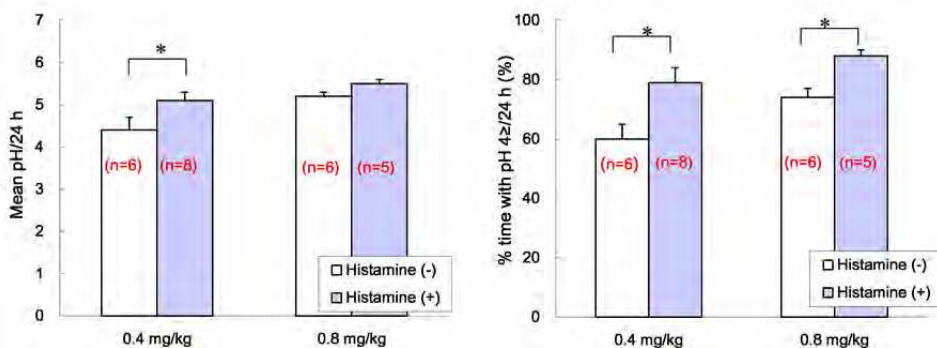 Mean pH/24 h
7
6
5
4
3
2
1
0
*
(n=6) (n=8) (n=6) (n=5)
Histamine (-)
Histamine (+)
0.4 mg/kg 0.8 mg/kg
% time with pH 4≥/24 h (%)
100
80
60
40
20
0
* *
(n=6) (n=8) (n=6) (n=5)
Histamine (-)
Histamine (+)
0.4 mg/kg 0.8 mg/kg